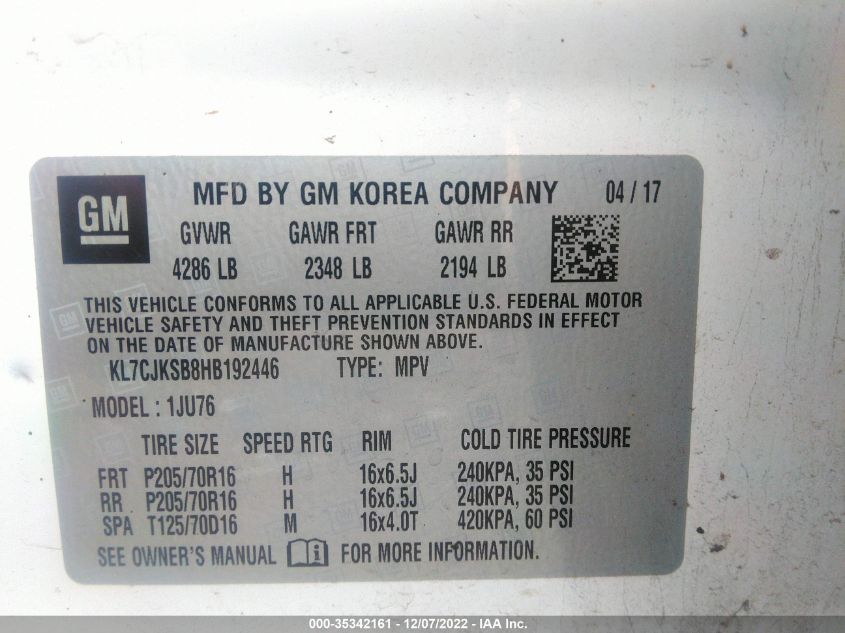 GM
MFD BY GM KOREA COMPANY 04 / 17
GVWR GAWR FRT GAWR RR
4286 LB 2348 LB 2194 LB
THIS VEHICLE CONFORMS TO ALL APPLICABLE U.S. FEDERAL MOTOR
VEHICLE SAFETY AND THEFT PREVENTION STANDARDS IN EFFECT
ON THE DATE OF MANUFACTURE SHOWN ABOVE.
KL7CJKSB8HB192446 TYPE: MPV
MODEL : 1JU76
TIRE SIZE SPEED RTG RIM COLD TIRE PRESSURE
FRT P205/70R16 H 16x6.5J 240KPA, 35 PSI
RR P205/70R16 H 16x6.5J 240KPA, 35 PSI
SPA T125/70D16 M 16x4.0T 420KPA, 60 PSI
SEE OWNER'S MANUAL i FOR MORE INFORMATION.
000-35342161 - 12/07/2022 - IAA Inc.